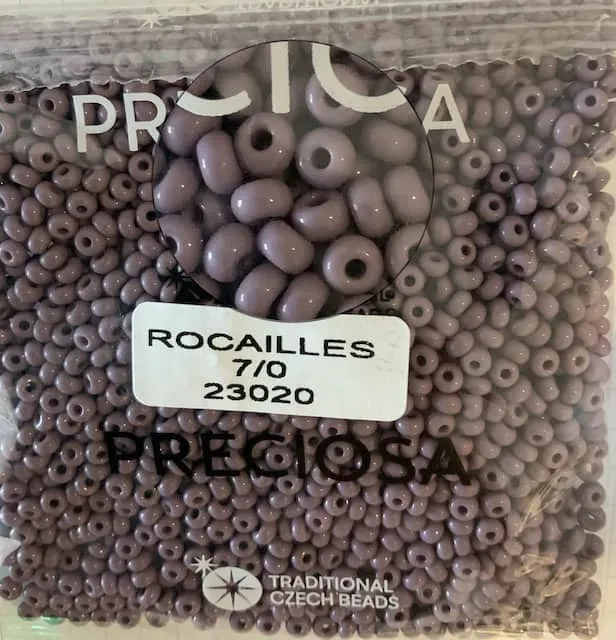 PRECIOSA
ROCAILLES
7/0
23020
PRECIOSA
TRADITIONAL
CZECH BEADS